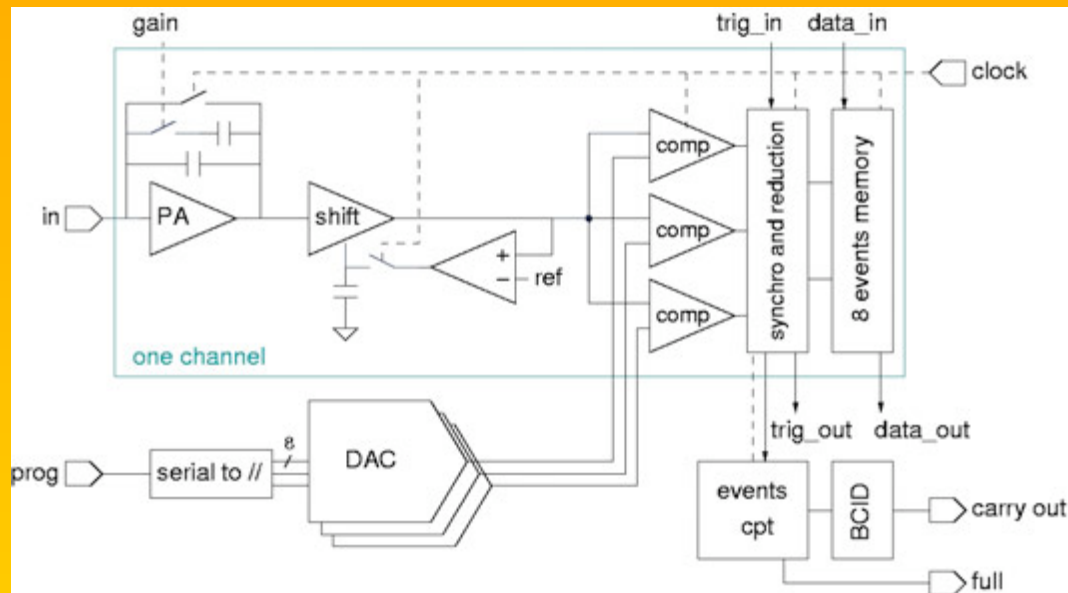 gain
trig_in
data_in
clock
comp
in
PA
shift
comp
+
−
ref
comp
synchro and reduction
8 events memory
one channel
trig_out
data_out
prog
serial to //
8
DAC
events
cpt
BCID
carry out
full